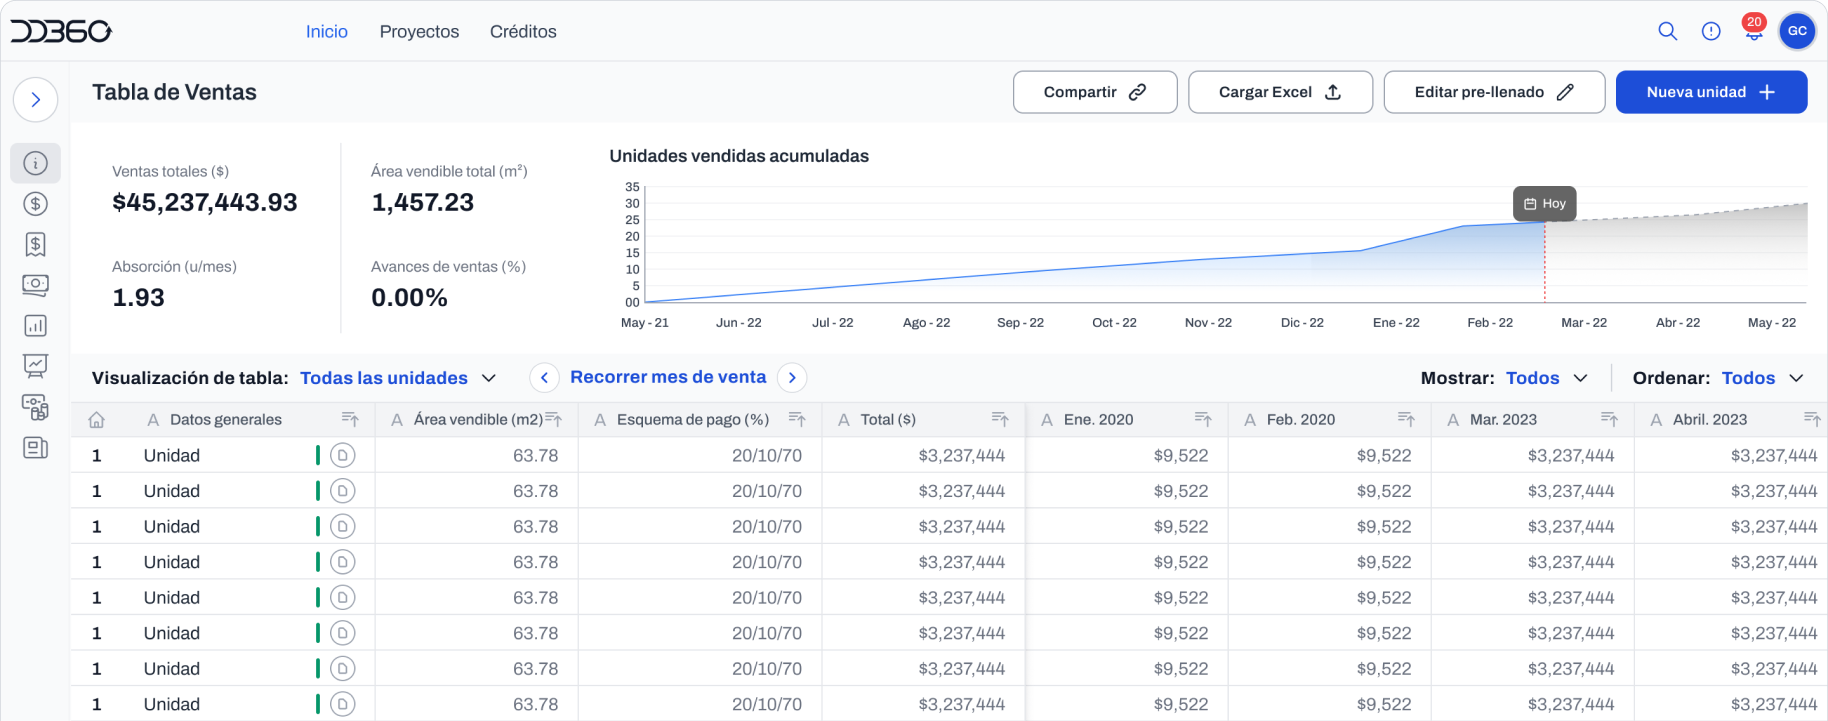 DD360
Inicio Proyectos Créditos
20
GC
Tabla de Ventas
Compartir
Cargar Excel
Editar pre-llenado
Nueva unidad
Ventas totales ($)
$45,237,443.93
Área vendible total (m²)
1,457.23
Absorción (u/mes)
1.93
Avances de ventas (%)
0.00%
Unidades vendidas acumuladas
35
30
25
20
15
10
5
00
Hoy
May - 21 Jun - 22 Jul - 22 Ago - 22 Sep - 22 Oct - 22 Nov - 22 Dic - 22 Ene - 22 Feb - 22 Mar - 22 Abr - 22 May - 22
Visualización de tabla: Todas las unidades Recorrer mes de venta Mostrar: Todos Ordenar: Todos
A Datos generales A Área vendible (m2) A Esquema de pago (%) A Total ($) A Ene. 2020 A Feb. 2020 A Mar. 2023 A Abril. 2023
1 Unidad D 63.78 20/10/70 $3,237,444 $9,522 $9,522 $3,237,444 $3,237,444
1 Unidad D 63.78 20/10/70 $3,237,444 $9,522 $9,522 $3,237,444 $3,237,444
1 Unidad D 63.78 20/10/70 $3,237,444 $9,522 $9,522 $3,237,444 $3,237,444
1 Unidad D 63.78 20/10/70 $3,237,444 $9,522 $9,522 $3,237,444 $3,237,444
1 Unidad D 63.78 20/10/70 $3,237,444 $9,522 $9,522 $3,237,444 $3,237,444
1 Unidad D 63.78 20/10/70 $3,237,444 $9,522 $9,522 $3,237,444 $3,237,444
1 Unidad D 63.78 20/10/70 $3,237,444 $9,522 $9,522 $3,237,444 $3,237,444
1 Unidad D 63.78 20/10/70 $3,237,444 $9,522 $9,522 $3,237,444 $3,237,444